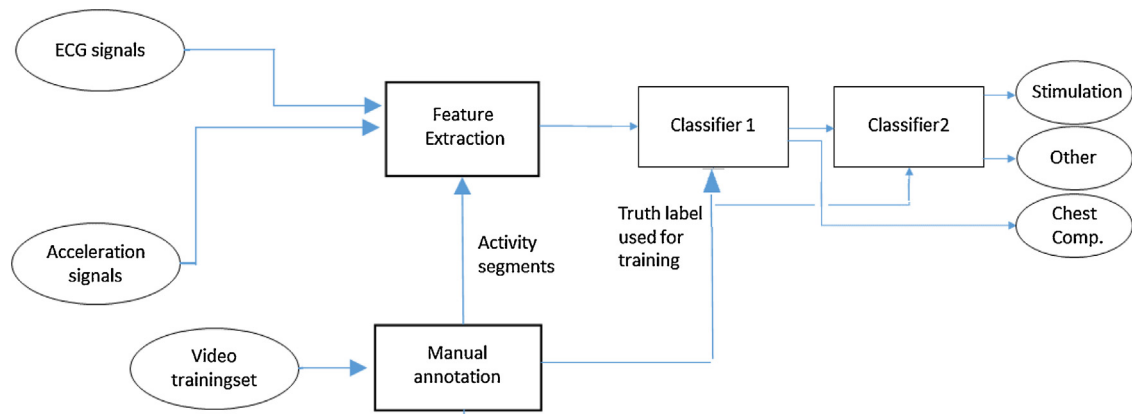 ECG signals
Feature
Extraction
Classifier 1
Classifier2
Stimulation
Other
Chest
Comp.
Acceleration
signals
Activity
segments
Truth label
used for
training
Video
trainingset
Manual
annotation